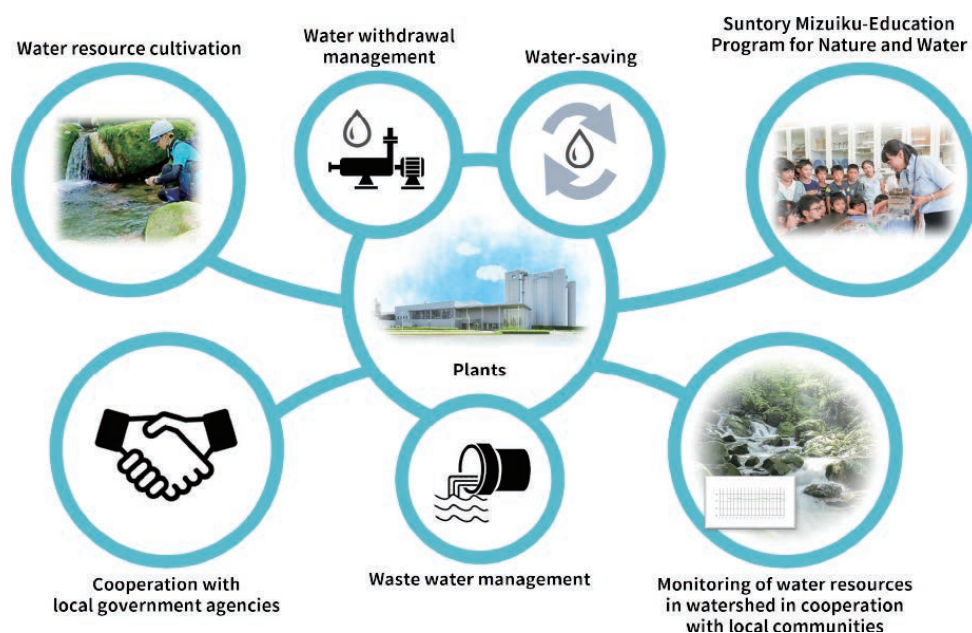 Water resource cultivation
Water withdrawal
management
Water-saving
Suntory Mizuiku-Education
Program for Nature and Water
Plants
Cooperation with
local government agencies
Waste water management
Monitoring of water resources
in watershed in cooperation
with local communities